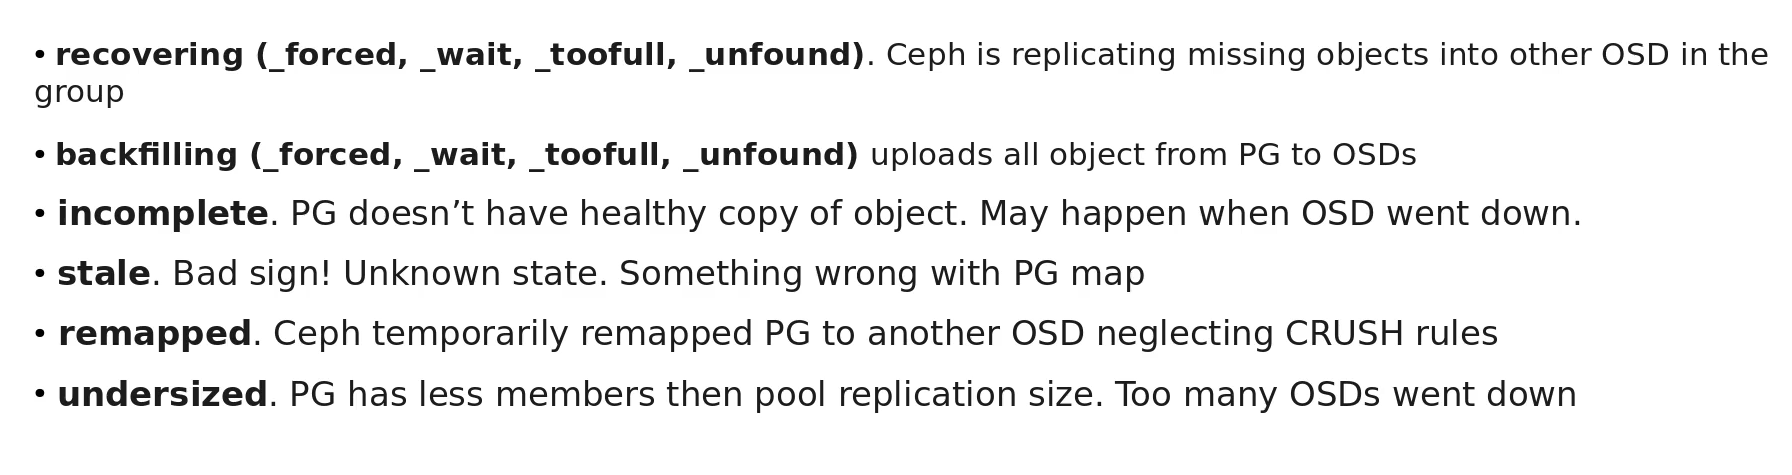 • recovering (_forced, _wait, _toofull, _unfound). Ceph is replicating missing objects into other OSD in the
group
• backfilling (_forced, _wait, _toofull, _unfound) uploads all object from PG to OSDs
• incomplete. PG doesn’t have healthy copy of object. May happen when OSD went down.
• stale. Bad sign! Unknown state. Something wrong with PG map
• remapped. Ceph temporarily remapped PG to another OSD neglecting CRUSH rules
• undersized. PG has less members then pool replication size. Too many OSDs went down